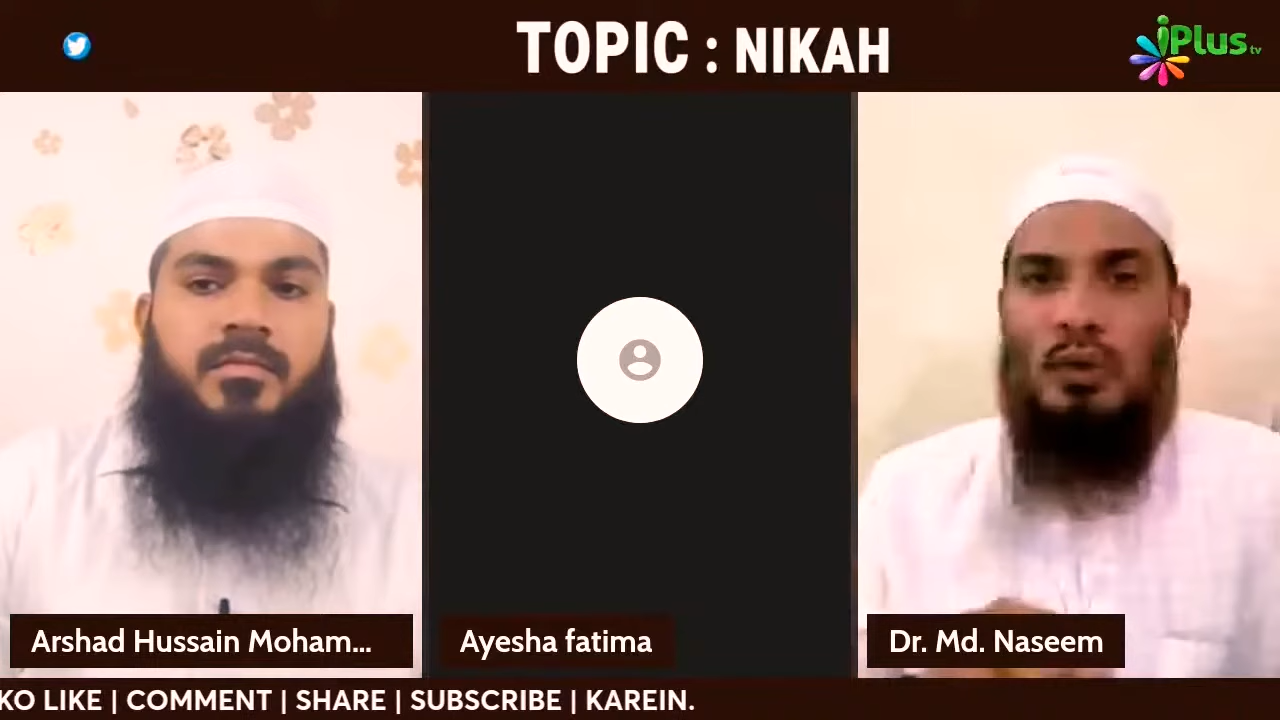 TOPIC : NIKAH
iPlus tv
Arshad Hussain Moham...
Ayesha fatima
Dr. Md. Naseem
KO LIKE | COMMENT | SHARE | SUBSCRIBE | KAREIN.